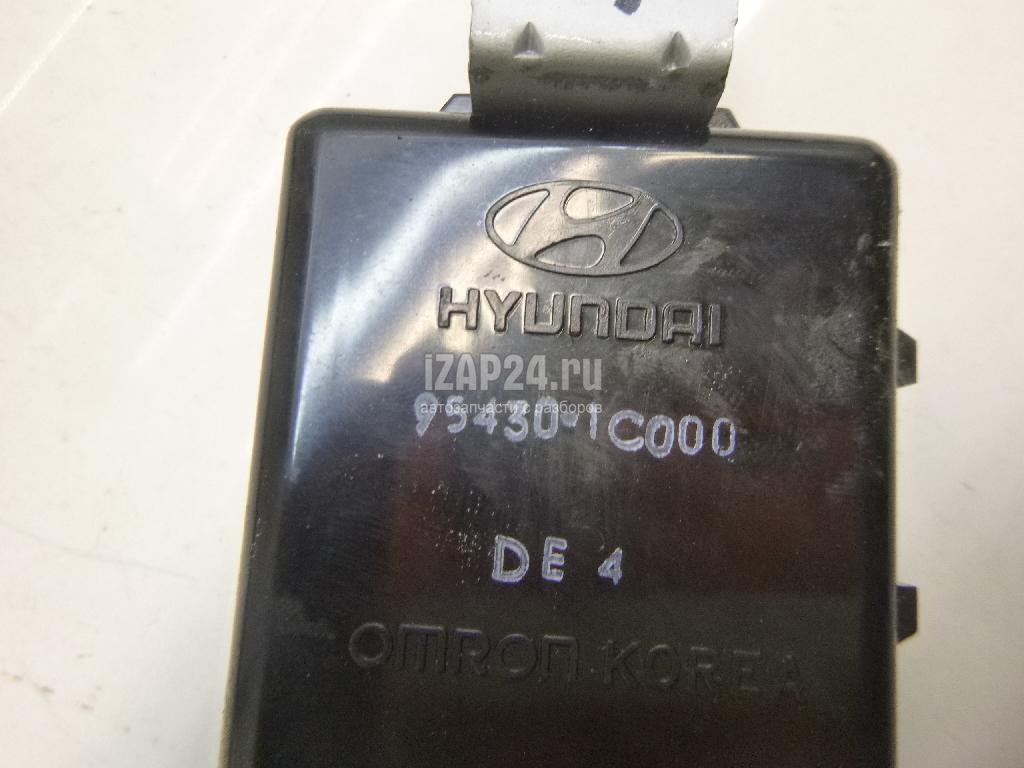 HYUNDAI
iZAP24.ru
автозапчасти с разборов
95430-1C000
DE 4
OMRON KOREA